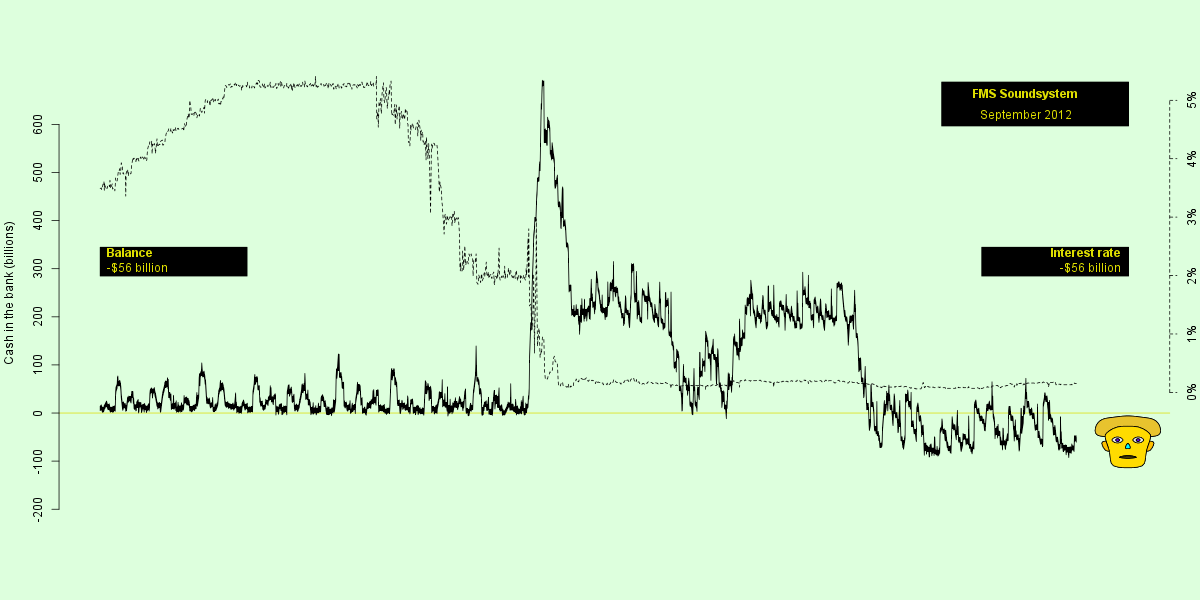 FMS Soundsystem
September 2012
Cash in the bank (billions)
600
500
400
300
200
100
0
-100
-200
Balance
-$56 billion
Interest rate
-$56 billion
5%
4%
3%
2%
1%
0%